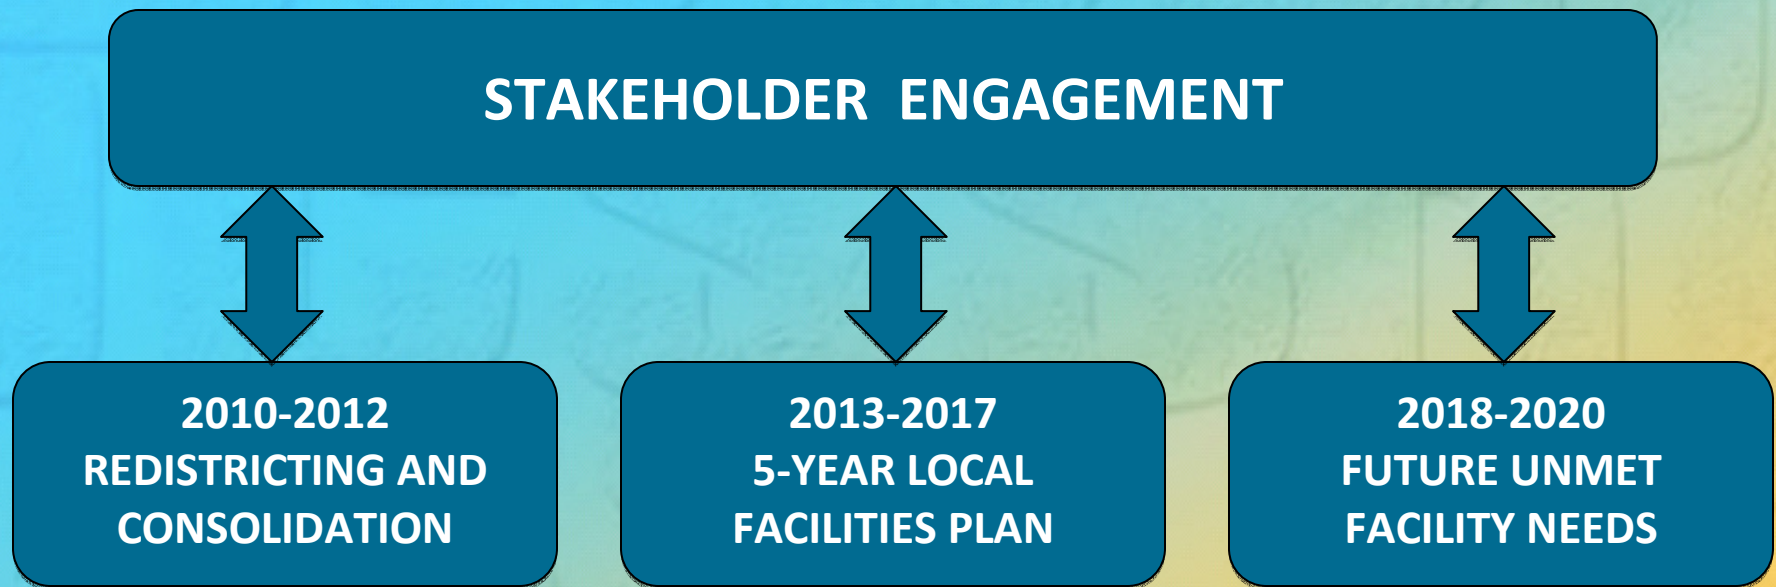 STAKEHOLDER ENGAGEMENT
2010-2012
REDISTRICTING AND
CONSOLIDATION
2013-2017
5-YEAR LOCAL
FACILITIES PLAN
2018-2020
FUTURE UNMET
FACILITY NEEDS